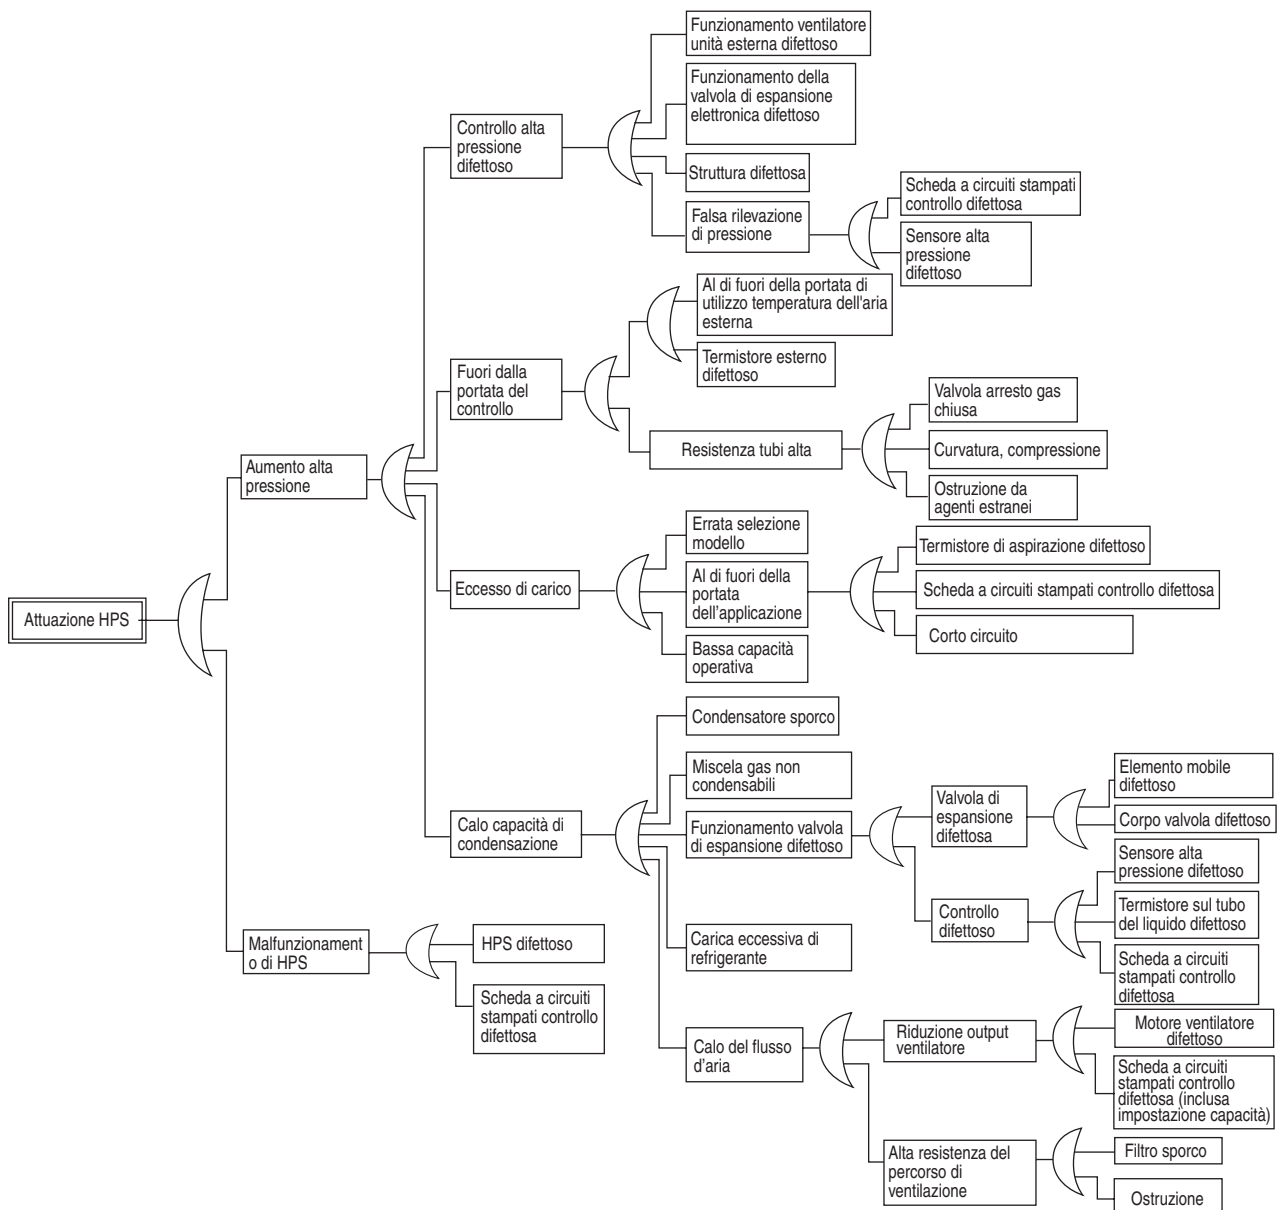 Funzionamento ventilatore
unità esterna difettoso
Funzionamento della
valvola di espansione
elettronica difettoso
Controllo alta
pressione
difettoso
Struttura difettosa
Falsa rilevazione
di pressione
Scheda a circuiti stampati
controllo difettosa
Sensore alta
pressione
difettoso
Al di fuori della portata di
utilizzo temperatura dell'aria
esterna
Termistore esterno
difettoso
Fuori dalla
portata del
controllo
Valvola arresto gas
chiusa
Resistenza tubi alta
Curvatura, compressione
Ostruzione da
agenti estranei
Aumento alta
pressione
Errata selezione
modello
Termistore di aspirazione difettoso
Eccesso di carico
Al di fuori della
portata
dell'applicazione
Scheda a circuiti stampati controllo difettosa
Corto circuito
Bassa capacità
operativa
Attuazione HPS
Condensatore sporco
Miscela gas non
condensabili
Elemento mobile
difettoso
Valvola di
espansione
difettosa
Corpo valvola difettoso
Calo capacità di
condensazione
Funzionamento valvola
di espansione difettoso
Sensore alta
pressione difettoso
Controllo
difettoso
Termistore sul tubo
del liquido difettoso
Scheda a circuiti
stampati controllo
difettosa
Malfunzionament
o di HPS
HPS difettoso
Carica eccessiva di
refrigerante
Scheda a circuiti
stampati controllo
difettosa
Calo del flusso
d'aria
Riduzione output
ventilatore
Motore ventilatore
difettoso
Scheda a circuiti
stampati controllo
difettosa (inclusa
impostazione capacità)
Alta resistenza del
percorso di
ventilazione
Filtro sporco
Ostruzione